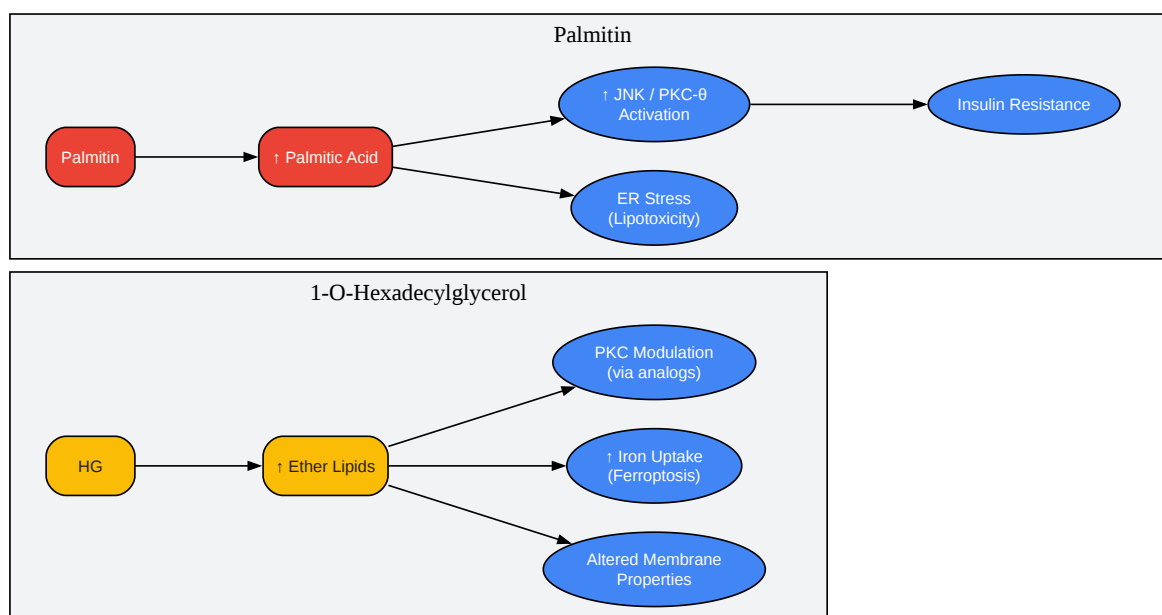 Palmitin
Palmitin
↑ Palmitic Acid
↑ JNK / PKC-θ
Activation
Insulin Resistance
ER Stress
(Lipotoxicity)
1-O-Hexadecylglycerol
HG
↑ Ether Lipids
PKC Modulation
(via analogs)
↑ Iron Uptake
(Ferroptosis)
Altered Membrane
Properties